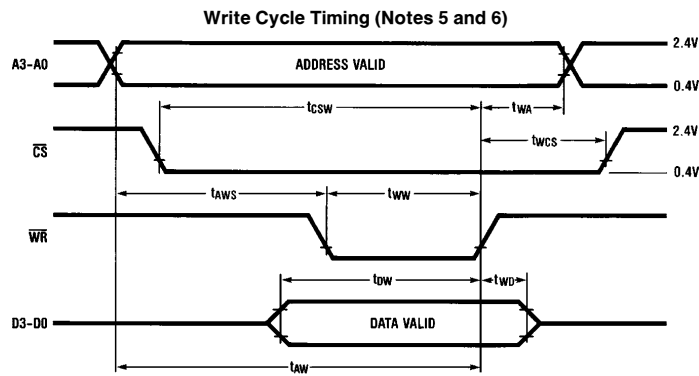 Write Cycle Timing (Notes 5 and 6)
A3–A0
ADDRESS VALID
2.4V
0.4V
tCSW
tWA
CS
tWCS
2.4V
0.4V
tAWS
tWW
WR
tDW
tWD
D3–D0
DATA VALID
tAW